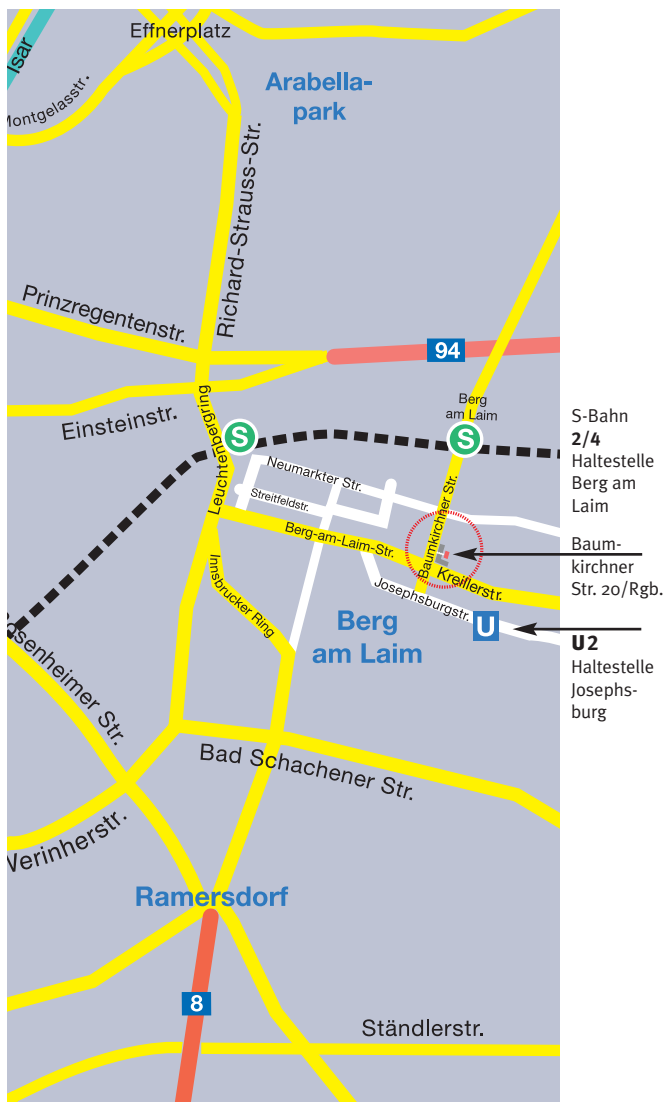 Effnerplatz
Isar
Arabella-
park
Montgelasstr.
Richard-Strauss-Str.
Prinzregentenstr.
94
Einsteinstr.
Leuchtenbergring
Berg
am Laim
S
S
S-Bahn
2/4
Haltestelle
Berg am
Laim
Neumarkter Str.
Streitfeldstr.
Baumkirchner Str.
Berg-am-Laim-Str.
Kreillerstr.
Baum-
kirchner
Str. 20/Rgb.
Innsbrucker Ring
Josephsburgstr.
U
Berg
am Laim
U2
Haltestelle
Josephs-
burg
Rosenheimer Str.
Bad Schachener Str.
Werinherstr.
Ramersdorf
8
Ständlerstr.